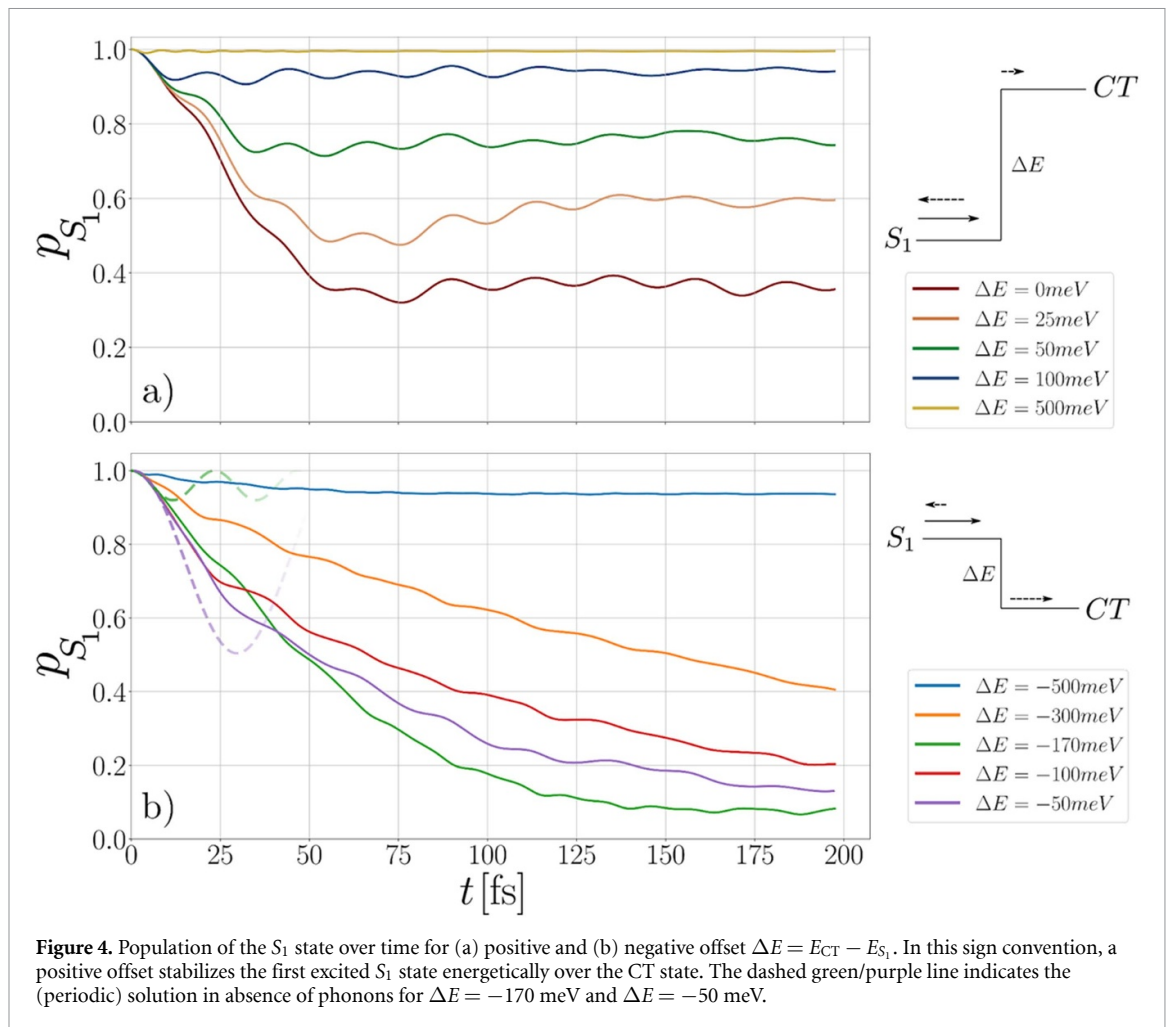 1.0
0.8
0.6
0.4
0.2
0.0
p_{S_1}
a)
CT
ΔE
S_1
ΔE = 0meV
ΔE = 25meV
ΔE = 50meV
ΔE = 100meV
ΔE = 500meV
1.0
0.8
0.6
0.4
0.2
0.0
p_{S_1}
b)
0 25 50 75 100 125 150 175 200
t [fs]
S_1
ΔE
CT
ΔE = −500meV
ΔE = −300meV
ΔE = −170meV
ΔE = −100meV
ΔE = −50meV
Figure 4. Population of the S_1 state over time for (a) positive and (b) negative offset ΔE = E_{CT} − E_{S_1}. In this sign convention, a
positive offset stabilizes the first excited S_1 state energetically over the CT state. The dashed green/purple line indicates the
(periodic) solution in absence of phonons for ΔE = −170 meV and ΔE = −50 meV.